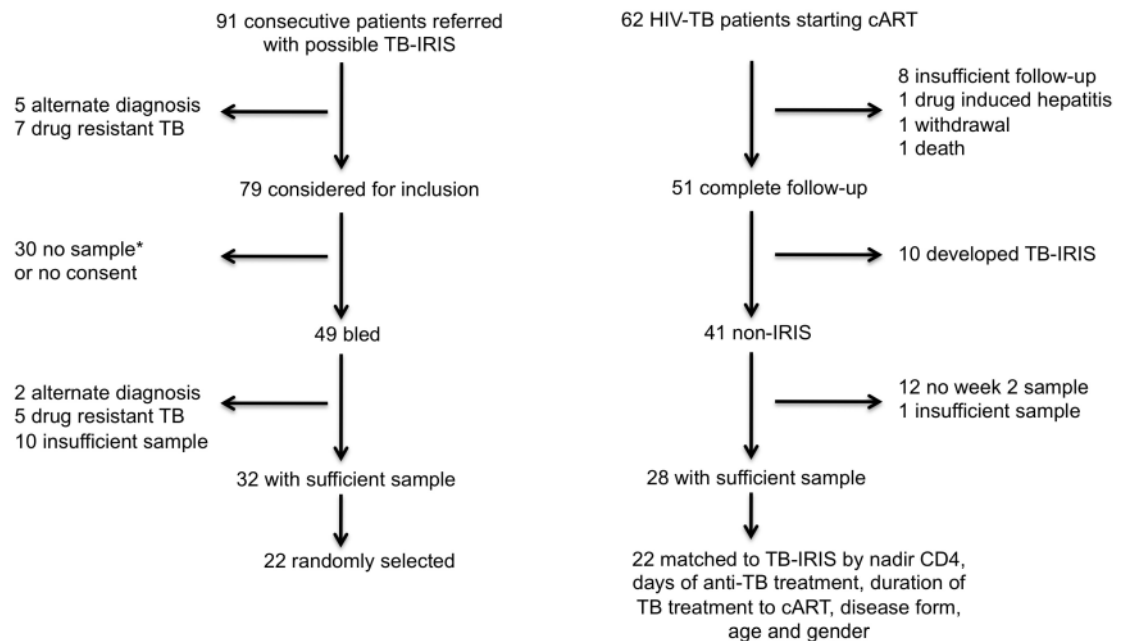 91 consecutive patients referred
with possible TB-IRIS
5 alternate diagnosis
7 drug resistant TB
79 considered for inclusion
30 no sample*
or no consent
49 bled
2 alternate diagnosis
5 drug resistant TB
10 insufficient sample
32 with sufficient sample
22 randomly selected
62 HIV-TB patients starting cART
8 insufficient follow-up
1 drug induced hepatitis
1 withdrawal
1 death
51 complete follow-up
10 developed TB-IRIS
41 non-IRIS
12 no week 2 sample
1 insufficient sample
28 with sufficient sample
22 matched to TB-IRIS by nadir CD4,
days of anti-TB treatment, duration of
TB treatment to cART, disease form,
age and gender